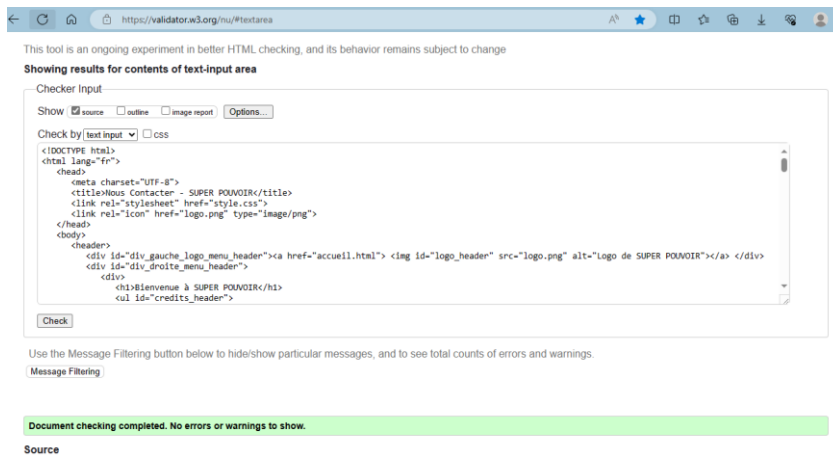 https://validator.w3.org/nu/#textarea
This tool is an ongoing experiment in better HTML checking, and its behavior remains subject to change
Showing results for contents of text-input area
Checker Input
Show source outline image report Options...
Check by text input css
<!DOCTYPE html>
<html lang="fr">
<head>
<meta charset="UTF-8">
<title>Nous Contacter - SUPER POUVOIR</title>
<link rel="stylesheet" href="style.css">
<link rel="icon" href="logo.png" type="image/png">
</head>
<body>
<header>
<div id="div_gauche_logo_menu_header"><a href="accueil.html"> <img id="logo_header" src="logo.png" alt="Logo de SUPER POUVOIR"></a> </div>
<div id="div_droite_menu_header">
<div>
<h1>Bienvenue à SUPER POUVOIR</h1>
<ul id="credits_header">
Check
Use the Message Filtering button below to hide/show particular messages, and to see total counts of errors and warnings.
Message Filtering
Document checking completed. No errors or warnings to show.
Source